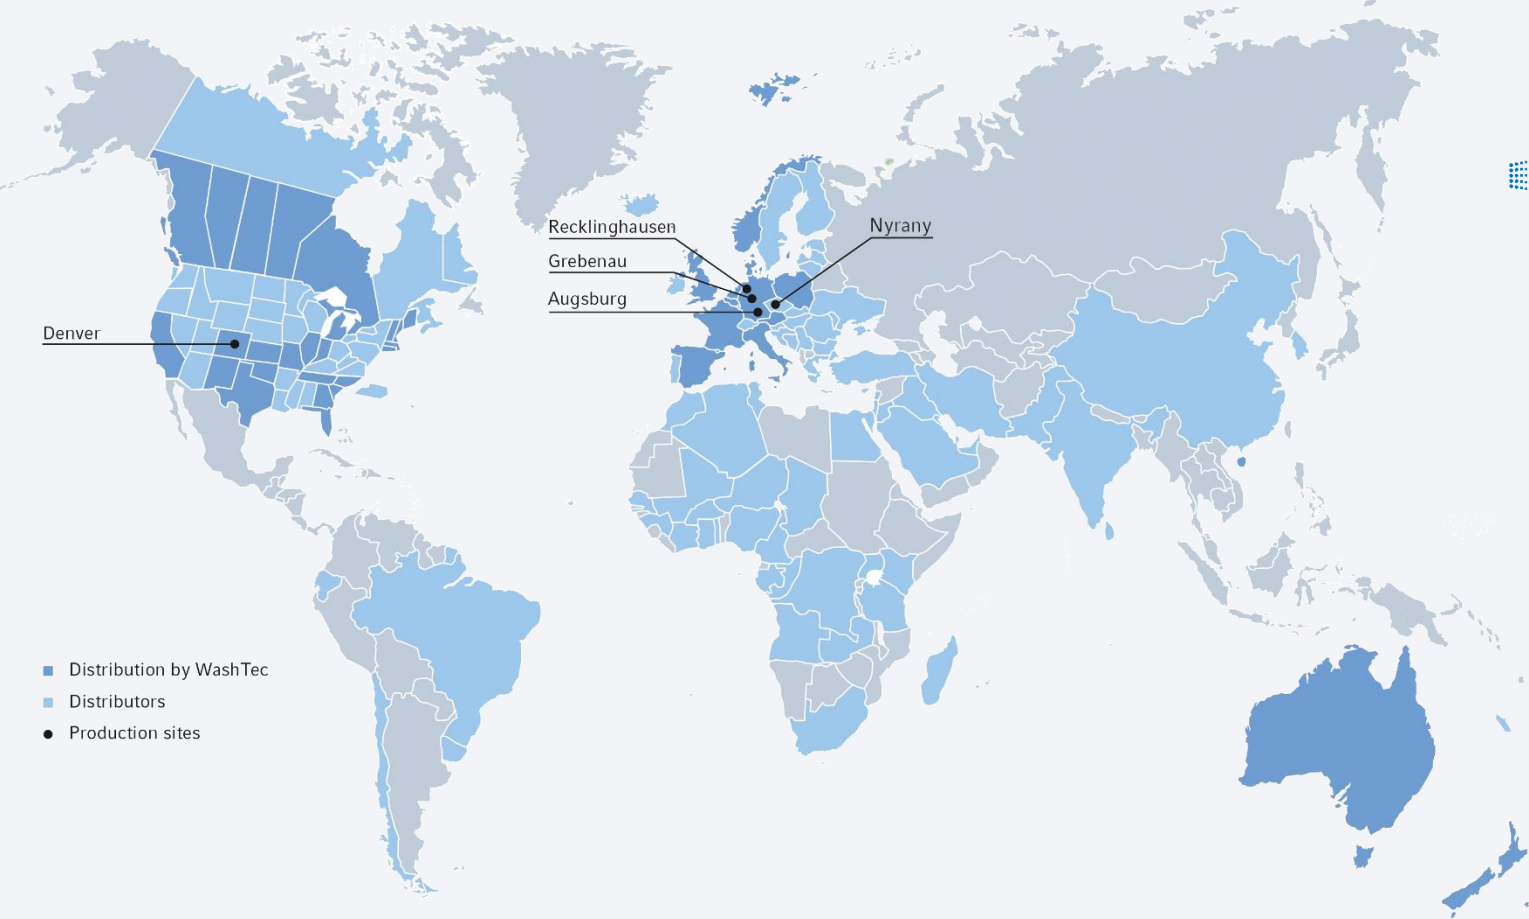 Recklinghausen
Nyrany
Grebenau
Augsburg
Denver
Distribution by WashTec
Distributors
Production sites